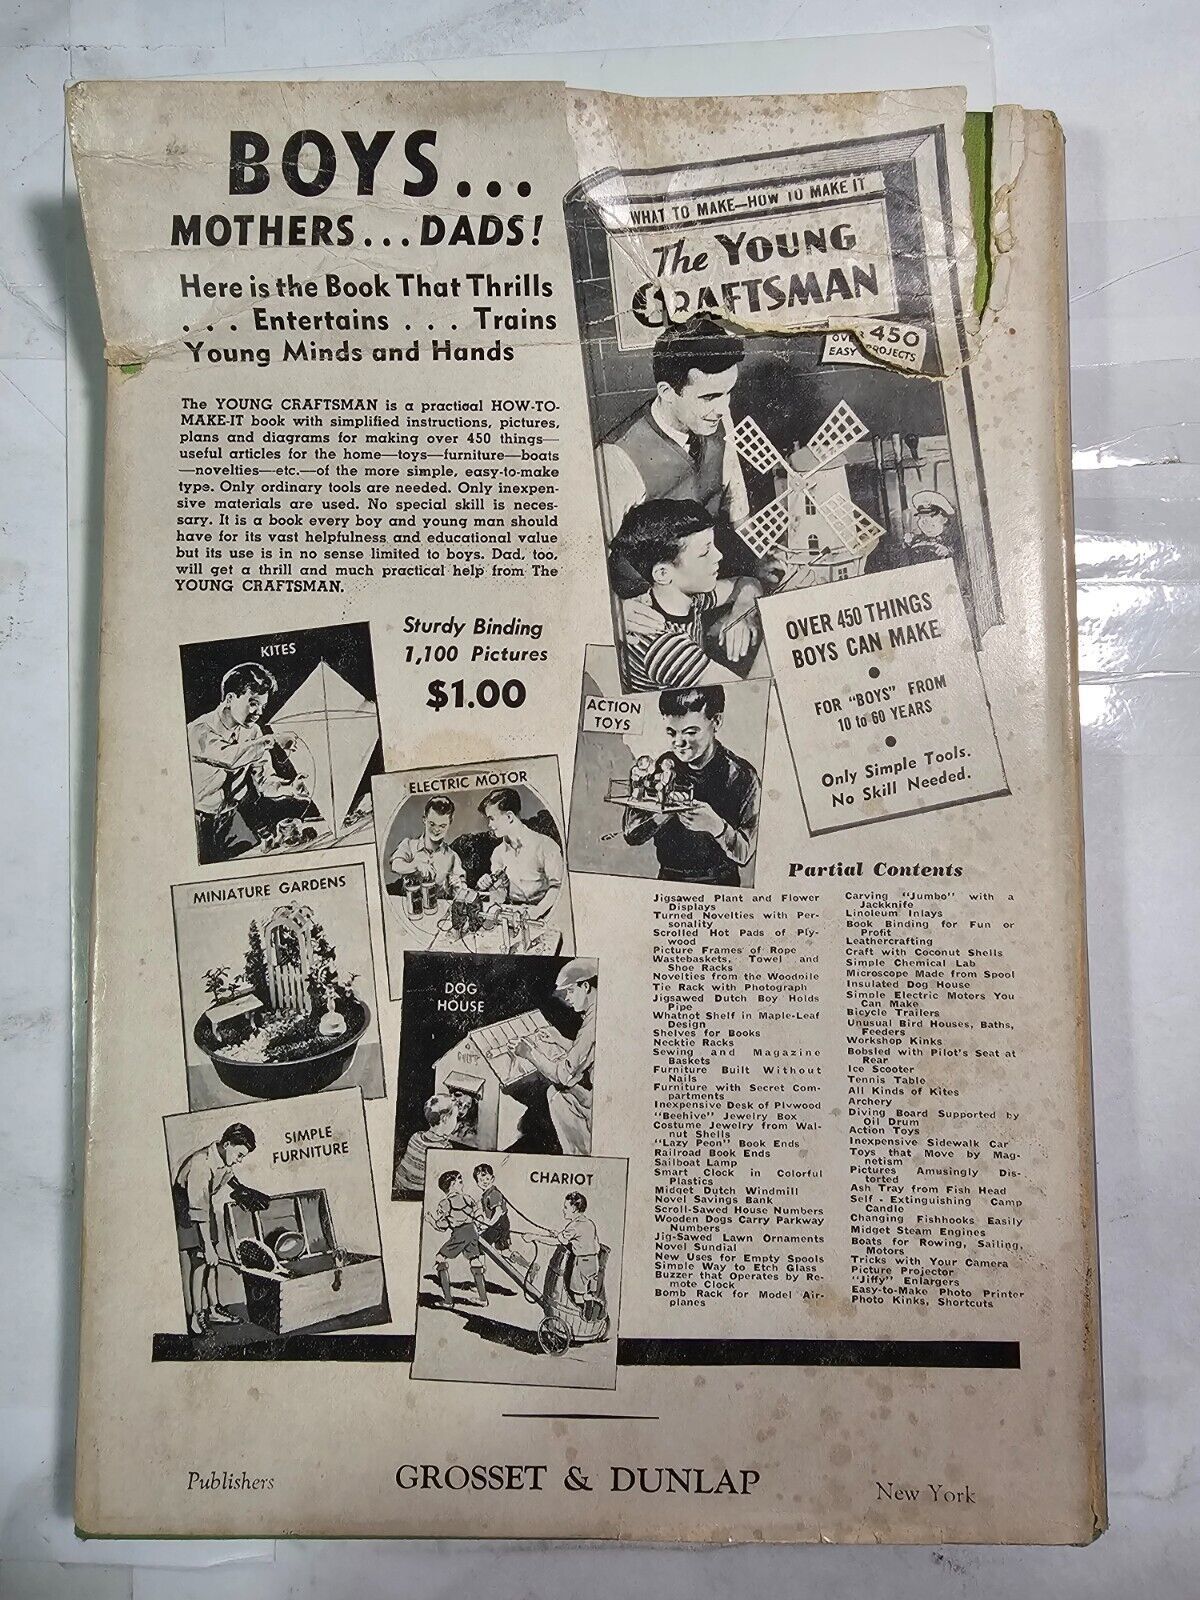 BOYS...
MOTHERS...DADS!
Here is the Book That Thrills
. . . Entertains . . . Trains
Young Minds and Hands
The YOUNG CRAFTSMAN is a practical HOW-TO-
MAKE-IT book with simplified instructions, pictures,
plans and diagrams for making over 450 things—
useful articles for the home—toys—furniture—boats
—novelties—etc.—of the more simple, easy-to-make
type. Only ordinary tools are needed. Only inexpen-
sive materials are used. No special skill is neces-
sary. It is a book every boy and young man should
have for its vast helpfulness and educational value
but its use is in no sense limited to boys. Dad, too,
will get a thrill and much practical help from The
YOUNG CRAFTSMAN.
Sturdy Binding
1,100 Pictures
$1.00
WHAT TO MAKE—HOW TO MAKE IT
The YOUNG
CRAFTSMAN
OVER 450
EASY PROJECTS
OVER 450 THINGS
BOYS CAN MAKE
•
FOR "BOYS" FROM
10 to 60 YEARS
•
Only Simple Tools.
No Skill Needed.
KITES
ACTION
TOYS
ELECTRIC MOTOR
MINIATURE GARDENS
DOG
HOUSE
SIMPLE
FURNITURE
CHARIOT
Partial Contents
Jigsawed Plant and Flower
Displays
Turned Novelties with Per-
sonality
Scrolled Hot Pads of Ply-
wood
Picture Frames of Rope
Wastebaskets, Towel and
Shoe Racks
Novelties from the Woodpile
Tie Rack with Photograph
Jigsawed Dutch Boy Holds
Pipe
Whatnot Shelf in Maple-Leaf
Design
Shelves for Books
Necktie Racks
Sewing and Magazine
Baskets
Furniture Built Without
Nails
Furniture with Secret Com-
partments
Inexpensive Desk of Plywood
"Beehive" Jewelry Box
Costume Jewelry from Wal-
nut Shells
"Lazy Peon" Book Ends
Railroad Book Ends
Sailboat Lamp
Smart Clock in Colorful
Plastics
Midget Dutch Windmill
Novel Savings Bank
Scroll-Sawed House Numbers
Wooden Dogs Carry Parkway
Numbers
Jig-Sawed Lawn Ornaments
Novel Sundial
New Uses for Empty Spools
Simple Way to Etch Glass
Buzzer that Operates by Re-
mote Clock
Bomb Rack for Model Air-
planes
Carving "Jumbo" with a
Jackknife
Linoleum Inlays
Book Binding for Fun or
Profit
Leathercrafting
Craft with Coconut Shells
Simple Chemical Lab
Microscope Made from Spool
Insulated Dog House
Simple Electric Motors You
Can Make
Bicycle Trailers
Unusual Bird Houses, Baths,
Feeders
Workshop Kinks
Bobsled with Pilot's Seat at
Rear
Ice Scooter
Tennis Table
All Kinds of Kites
Archery
Diving Board Supported by
Oil Drum
Action Toys
Inexpensive Sidewalk Car
Toys that Move by Mag-
netism
Pictures Amusingly Dis-
torted
Ash Tray from Fish Head
Self-Extinguishing Camp
Candle
Changing Fishhooks Easily
Midget Steam Engines
Boats for Rowing, Sailing,
Motors
Tricks with Your Camera
Picture Projector
"Jiffy" Enlargers
Easy-to-Make Photo Printer
Photo Kinks, Shortcuts
Publishers
GROSSET & DUNLAP
New York